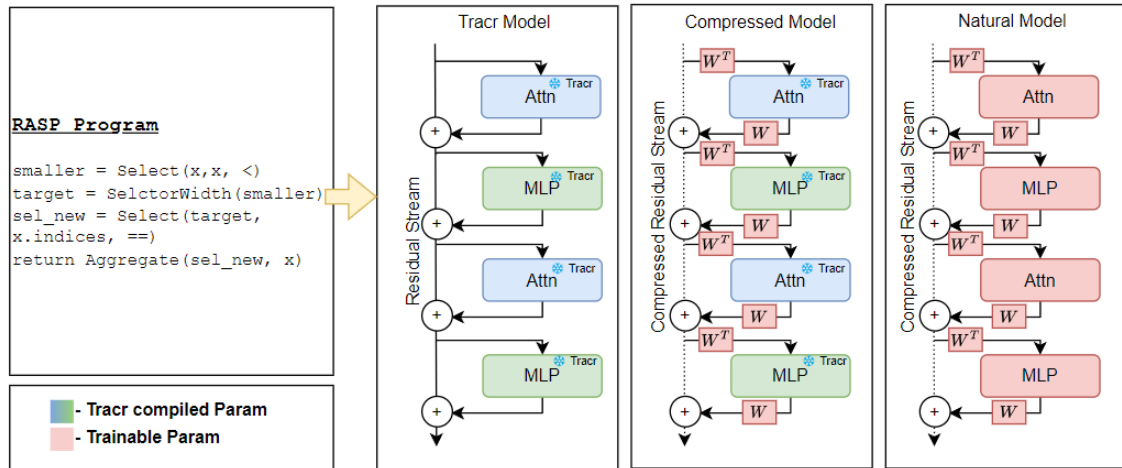 RASP Program
smaller = Select(x,x, <)
target = SelctorWidth(smaller)
sel_new = Select(target,
x.indices, ==)
return Aggregate(sel_new, x)
- Tracr compiled Param
- Trainable Param
Tracr Model
Residual Stream
Tracr
Attn
+
Tracr
MLP
+
Tracr
Attn
+
Tracr
MLP
+
Compressed Model
Compressed Residual Stream
W^T
Tracr
Attn
W
+
W^T
Tracr
MLP
W
+
W^T
Tracr
Attn
W
+
W^T
Tracr
MLP
W
+
Natural Model
Compressed Residual Stream
W^T
Attn
W
+
W^T
MLP
W
+
W^T
Attn
W
+
W^T
MLP
W
+